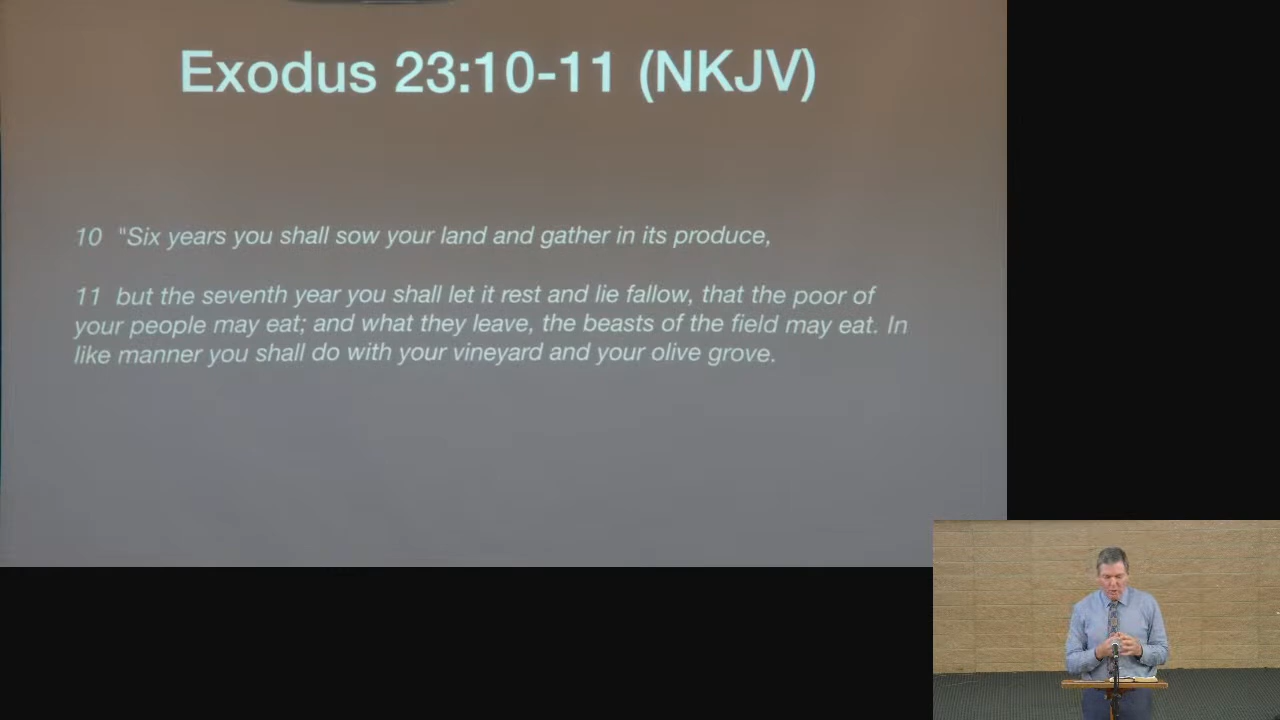 Exodus 23:10-11 (NKJV)
10 "Six years you shall sow your land and gather in its produce,
11 but the seventh year you shall let it rest and lie fallow, that the poor of
your people may eat; and what they leave, the beasts of the field may eat. In
like manner you shall do with your vineyard and your olive grove.